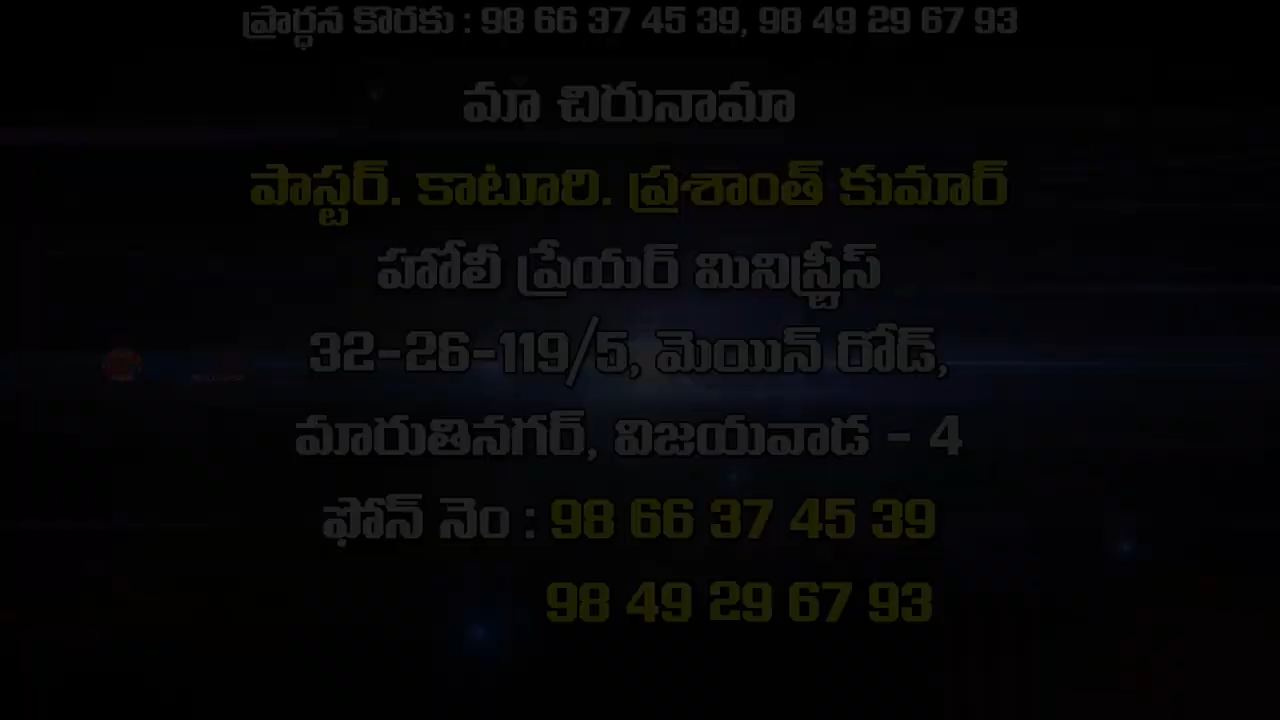 ప్రార్ధన కొరకు : 98 66 37 45 39, 98 49 29 67 93
మా చిరునామా
పాస్టర్. కాటూరి. ప్రశాంత్ కుమార్
హోలీ ప్రేయర్ మినిస్ట్రీస్
32-26-119/5, మెయిన్ రోడ్,
మారుతినగర్, విజయవాడ - 4
ఫోన్ నెం : 98 66 37 45 39
98 49 29 67 93